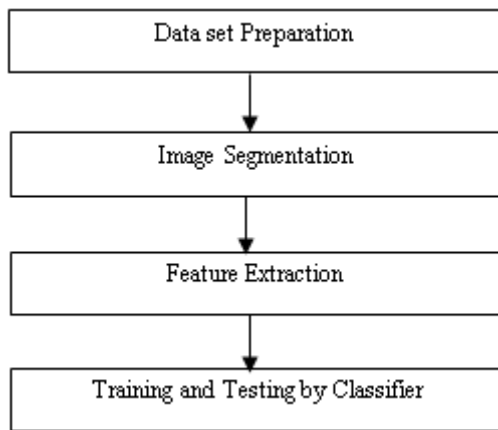 Data set Preparation
Image Segmentation
Feature Extraction
Training and Testing by Classifier